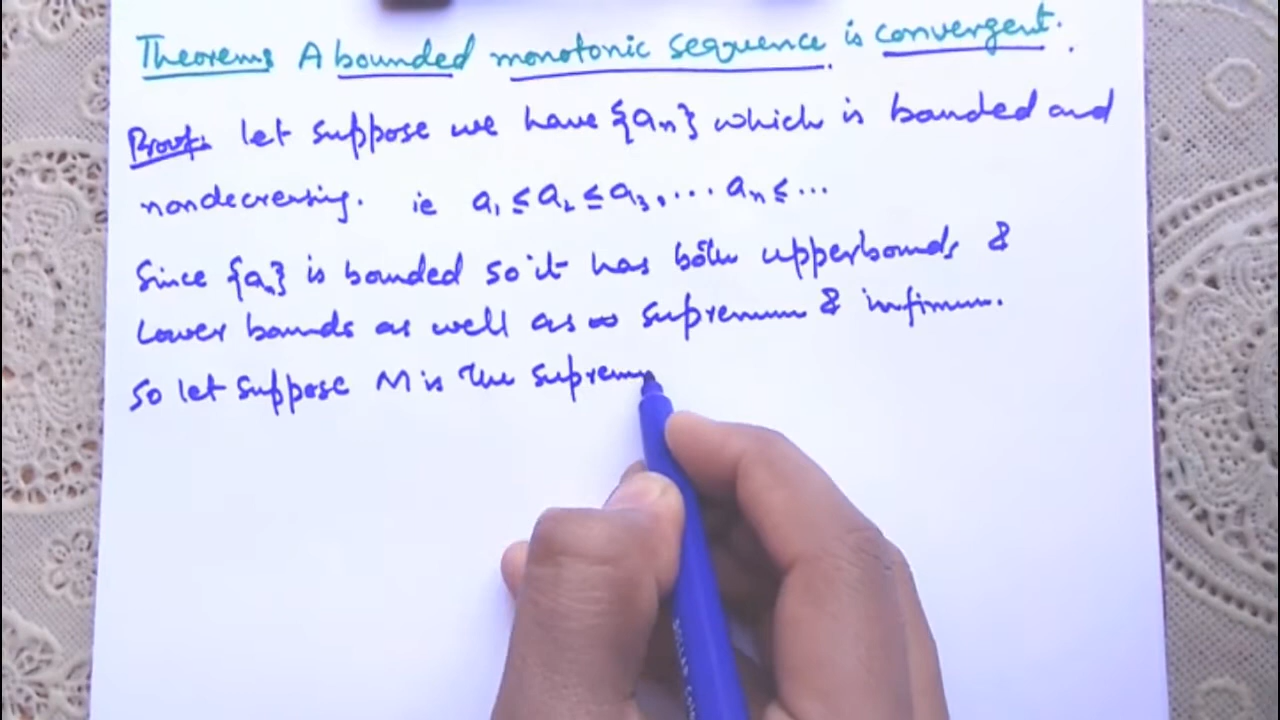 Theorem: A bounded monotonic sequence is convergent.
Proof: let suppose we have {aₙ} which is bounded and
nondecreasing. ie a₁ ≤ a₂ ≤ a₃, ... aₙ ≤ ...
Since {aₙ} is bounded so it has both upperbounds &
lower bounds as well as supremum & infimum.
So let suppose M is the suprem